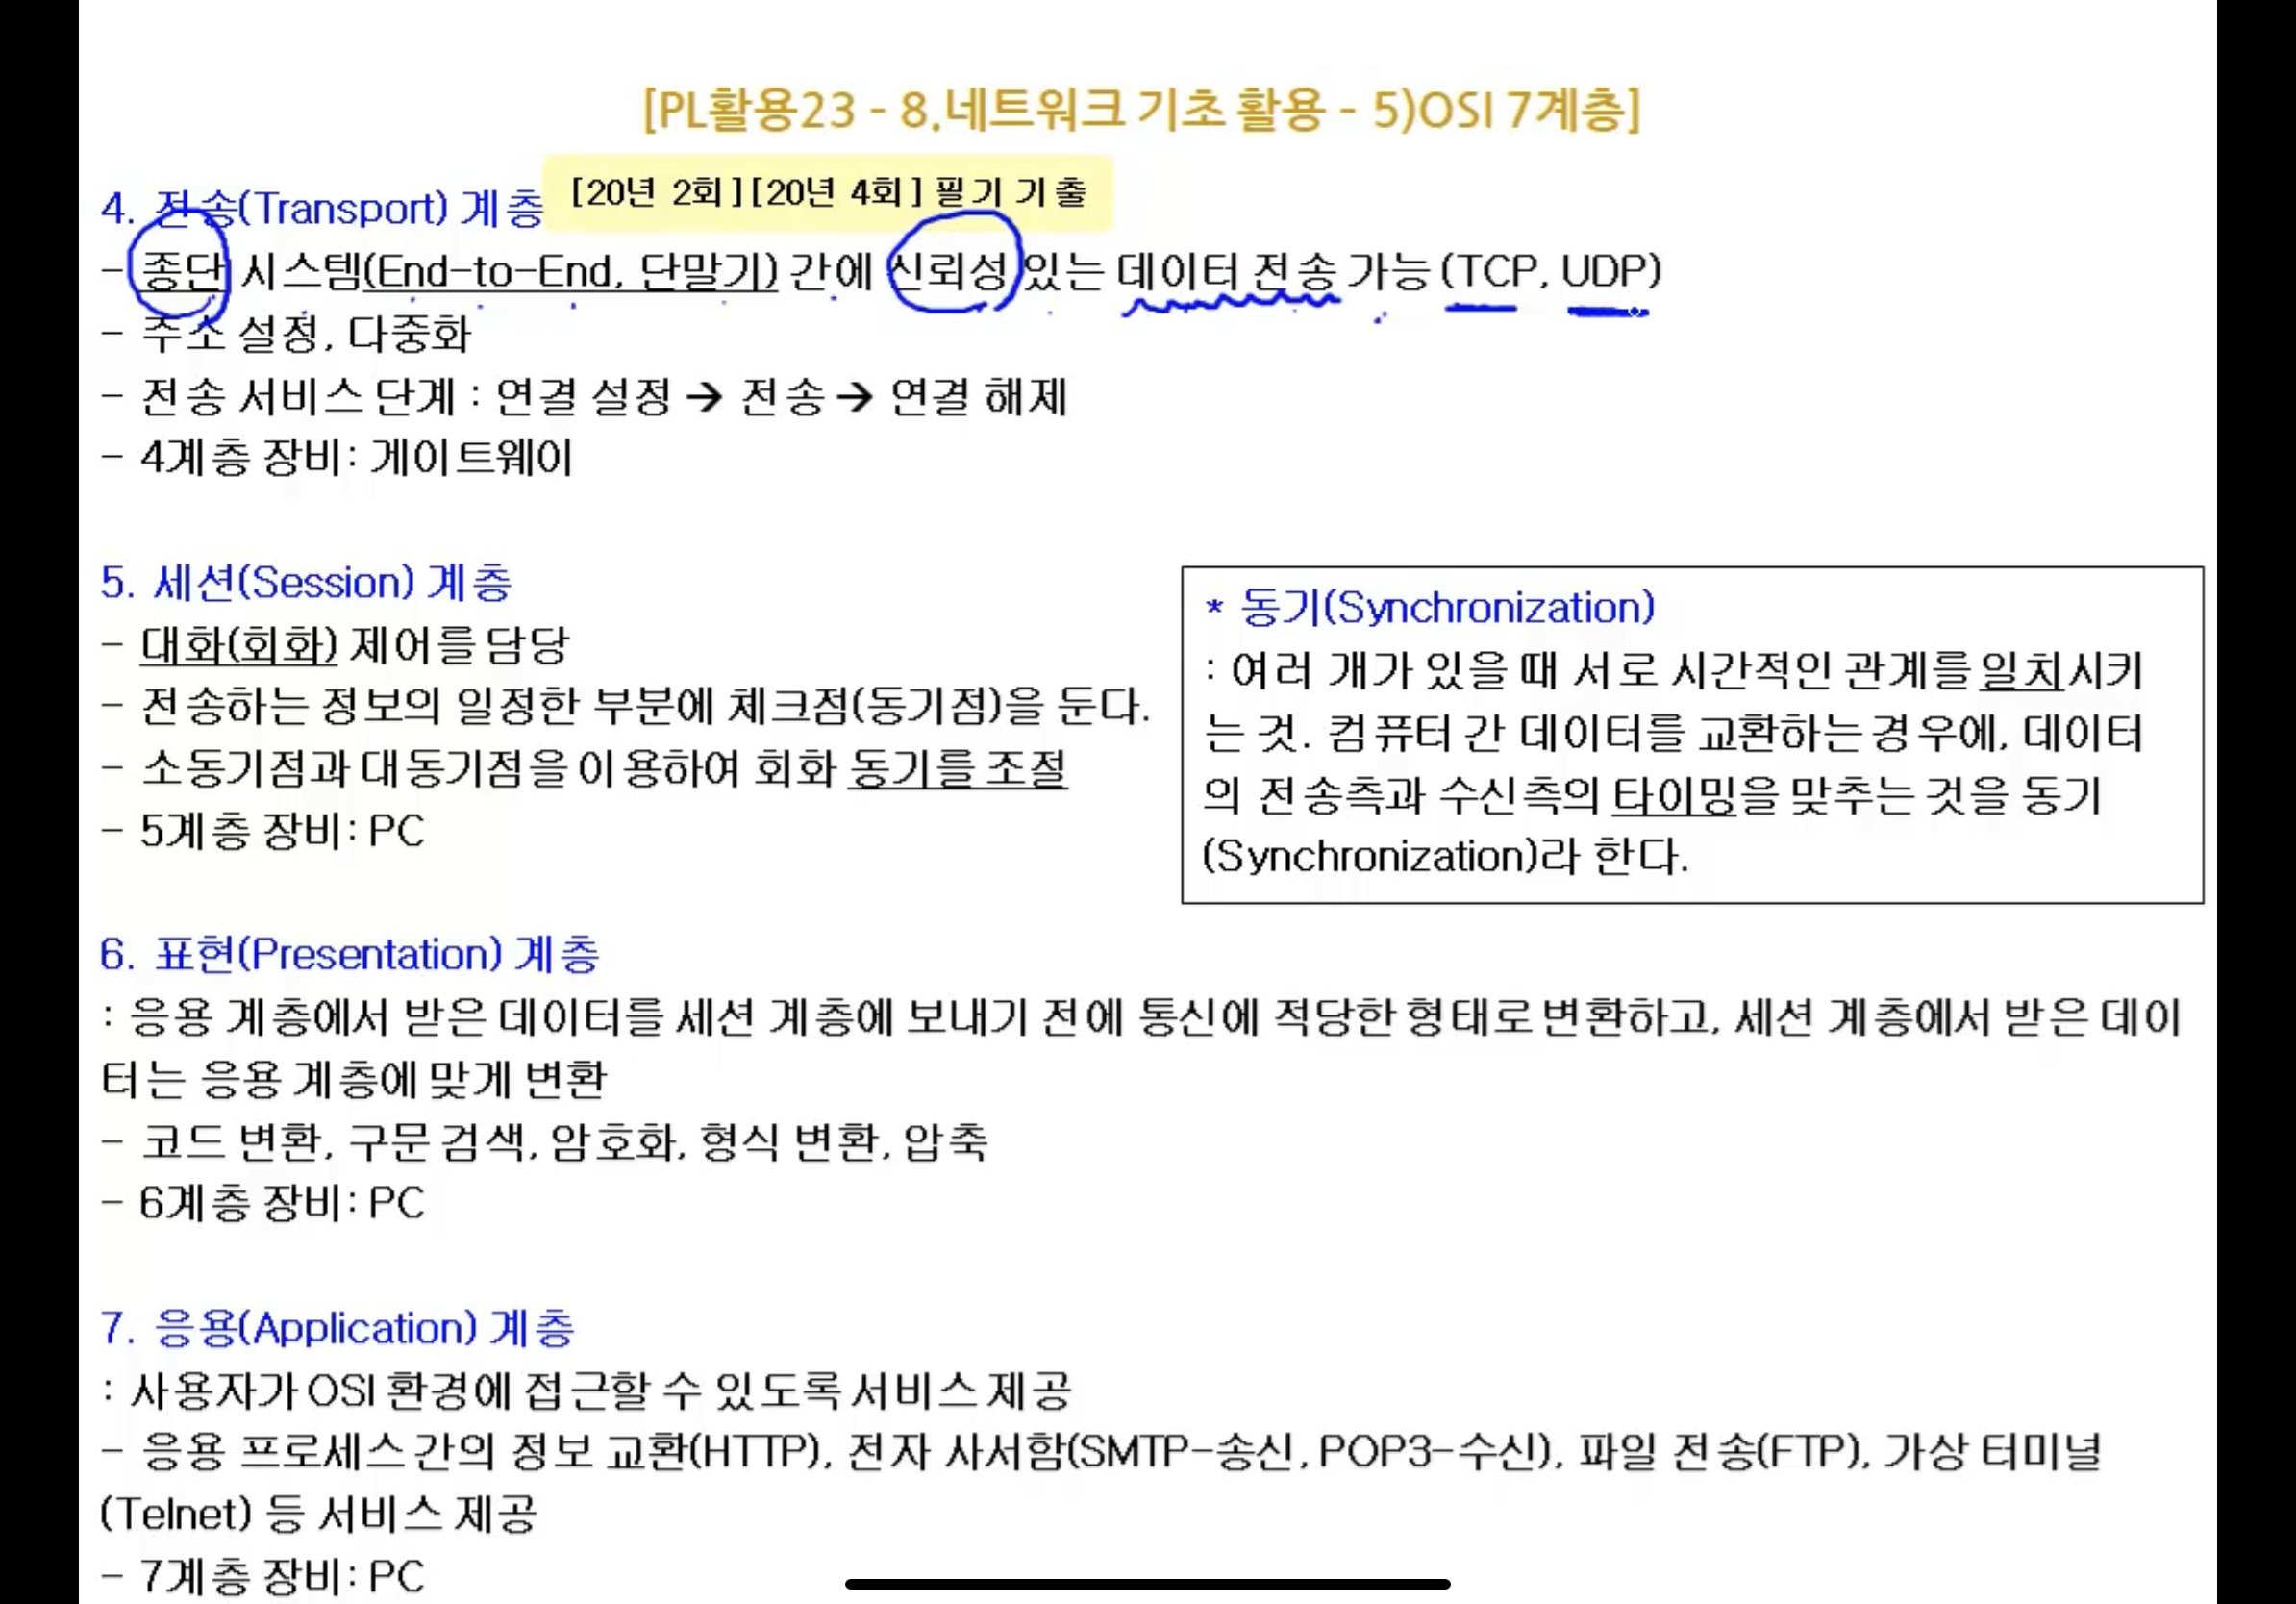 [PL활용23 - 8.네트워크 기초 활용 - 5)OSI 7계층]
4. 전송(Transport) 계층
[20년 2회][20년 4회] 필기 기출
- 종단 시스템(End-to-End, 단말기) 간에 신뢰성 있는 데이터 전송 가능(TCP, UDP)
- 주소 설정, 다중화
- 전송 서비스 단계 : 연결 설정 → 전송 → 연결 해제
- 4계층 장비: 게이트웨이
5. 세션(Session) 계층
- 대화(회화) 제어를 담당
- 전송하는 정보의 일정한 부분에 체크점(동기점)을 둔다.
- 소동기점과 대동기점을 이용하여 회화 동기를 조절
- 5계층 장비: PC
* 동기(Synchronization)
: 여러 개가 있을 때 서로 시간적인 관계를 일치시키
는 것. 컴퓨터 간 데이터를 교환하는 경우에, 데이터
의 전송측과 수신측의 타이밍을 맞추는 것을 동기
(Synchronization)라 한다.
6. 표현(Presentation) 계층
: 응용 계층에서 받은 데이터를 세션 계층에 보내기 전에 통신에 적당한 형태로 변환하고, 세션 계층에서 받은 데이
터는 응용 계층에 맞게 변환
- 코드 변환, 구문 검색, 암호화, 형식 변환, 압축
- 6계층 장비: PC
7. 응용(Application) 계층
: 사용자가 OSI 환경에 접근할 수 있도록 서비스 제공
- 응용 프로세스 간의 정보 교환(HTTP), 전자 사서함(SMTP-송신, POP3-수신), 파일 전송(FTP), 가상 터미널
(Telnet) 등 서비스 제공
- 7계층 장비: PC